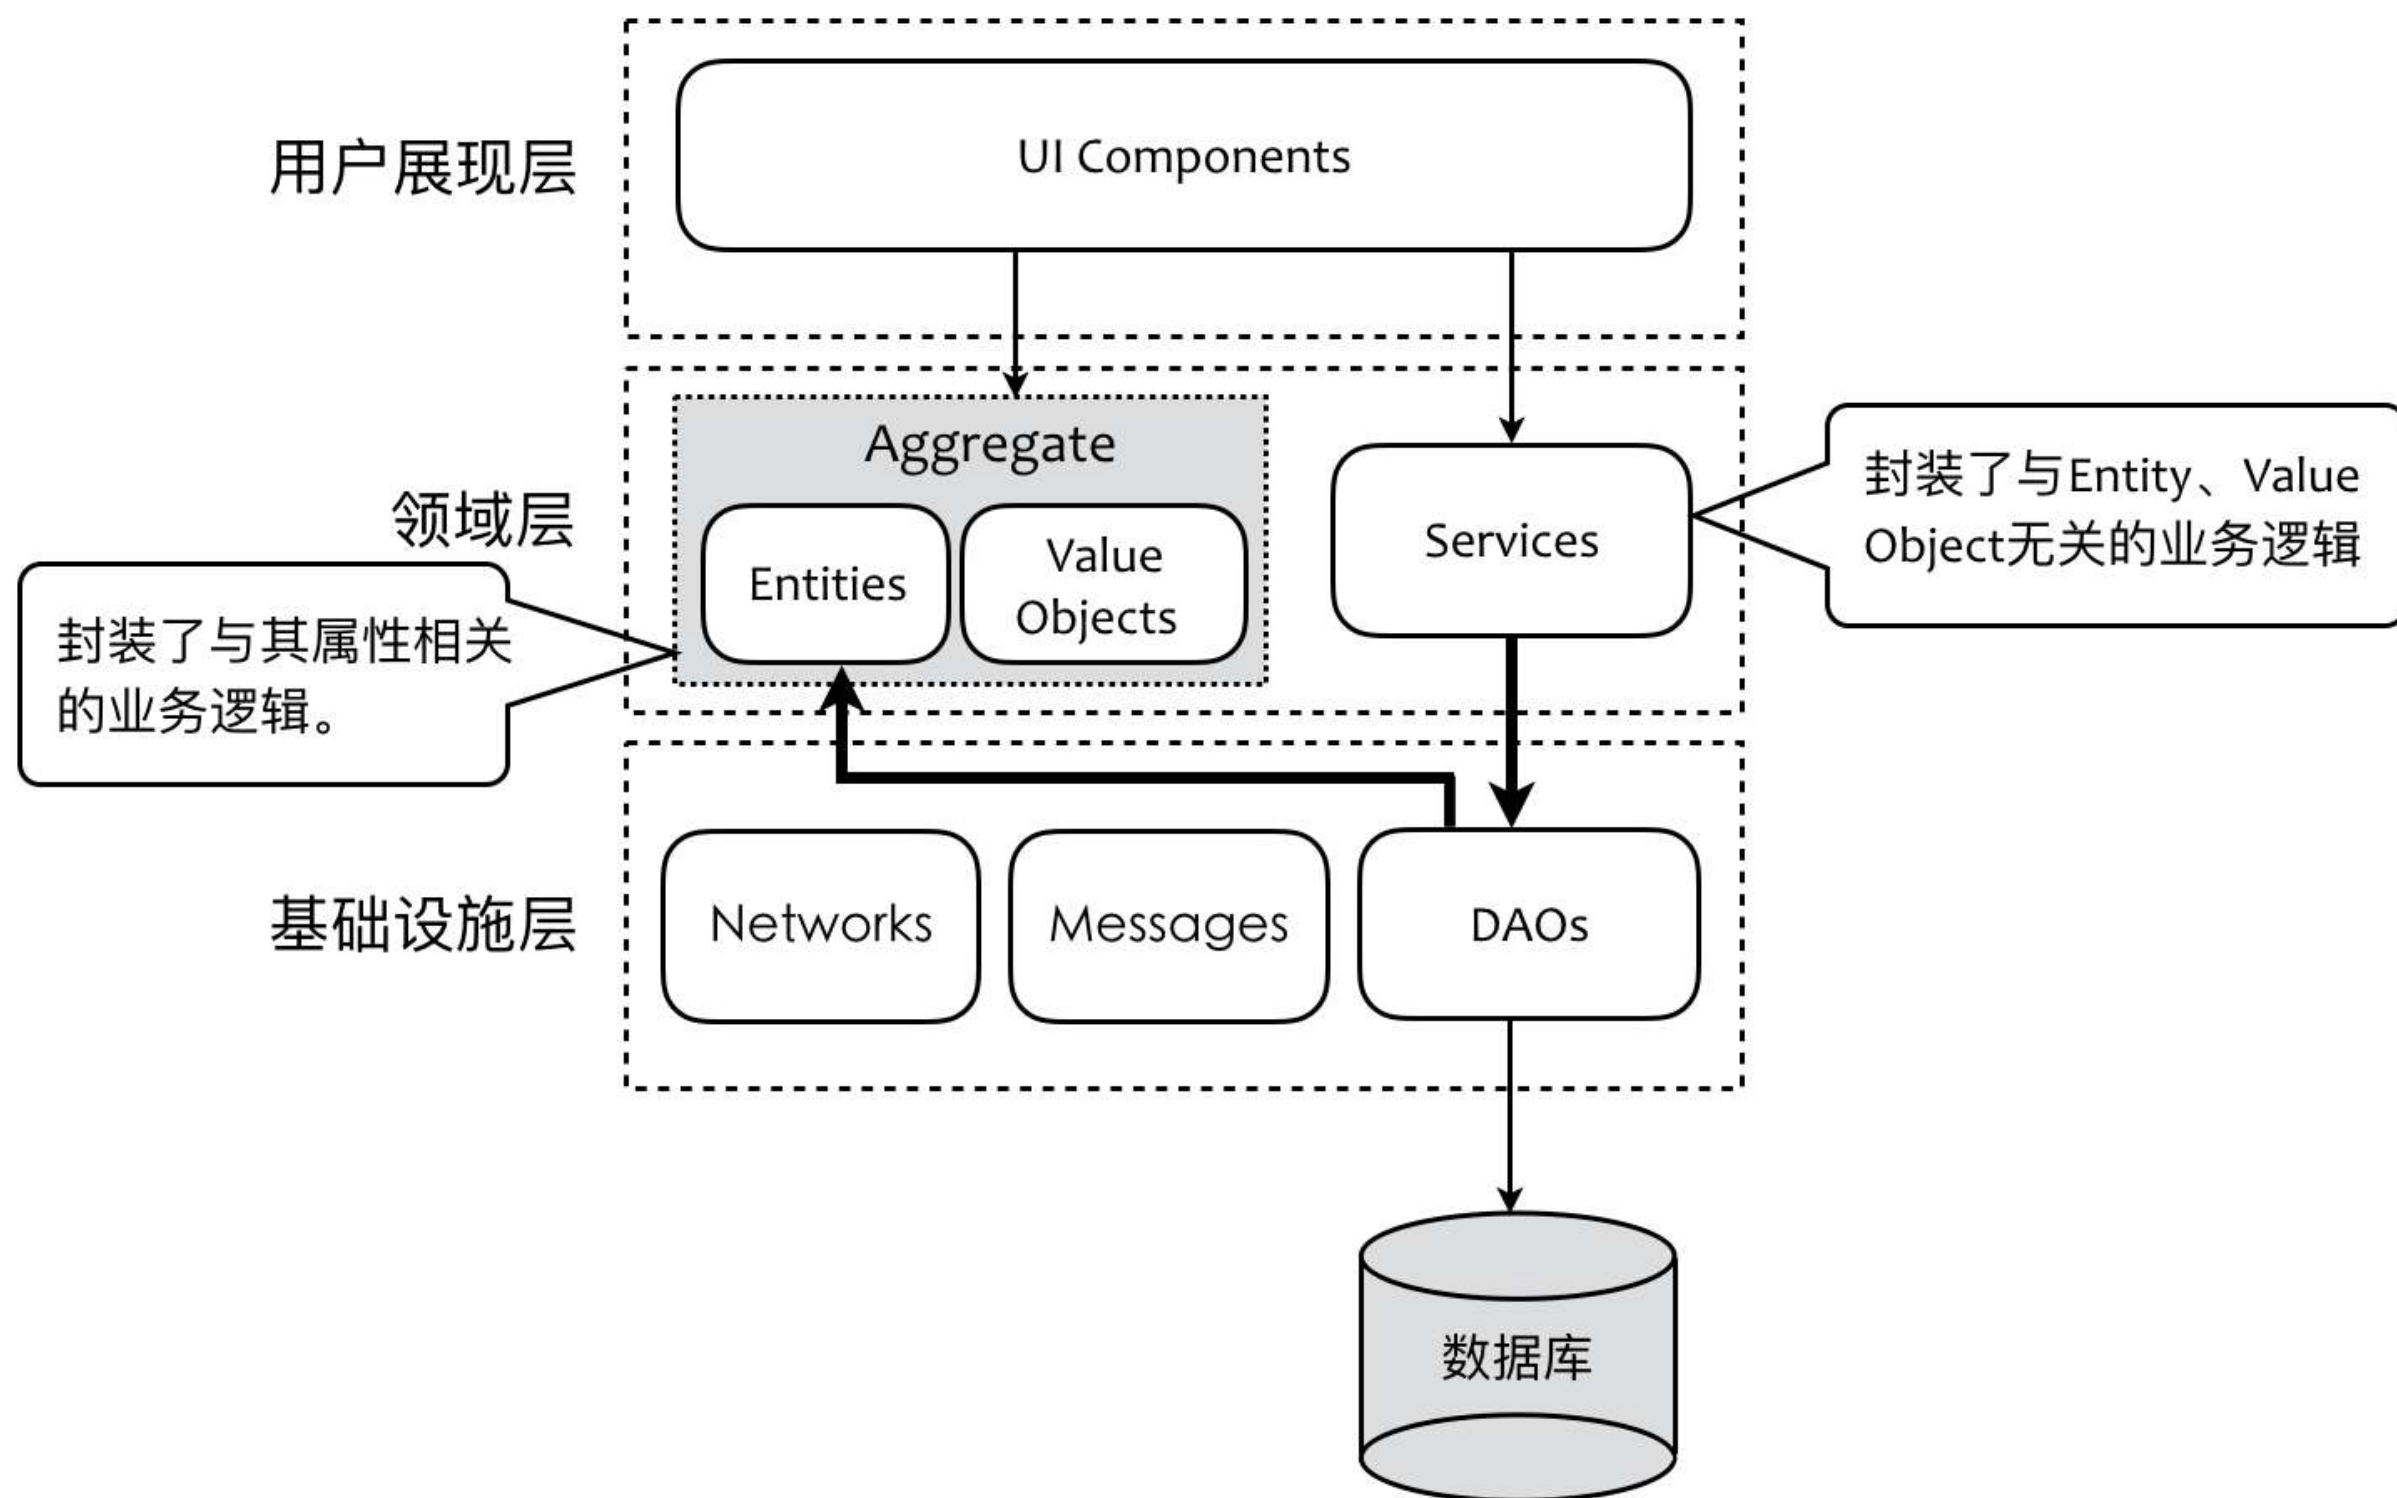 用户展现层
UI Components
领域层
Aggregate
Entities
Value
Objects
Services
封装了与Entity、Value
Object无关的业务逻辑
封装了与其属性相关
的业务逻辑。
基础设施层
Networks
Messages
DAOs
数据库